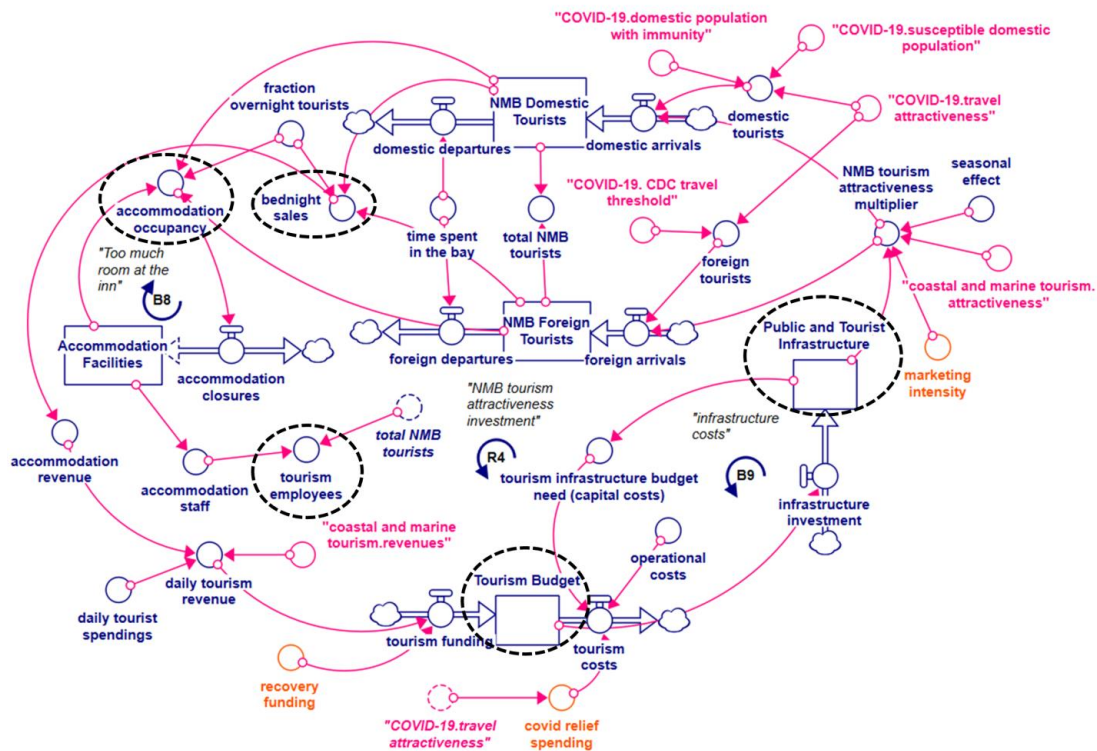 "COVID-19.domestic population
with immunity"
"COVID-19.susceptible domestic
population"
fraction
overnight tourists
NMB Domestic
Tourists
domestic departures
domestic arrivals
domestic
tourists
"COVID-19.travel
attractiveness"
accommodation
occupancy
bednight
sales
"COVID-19. CDC travel
threshold"
NMB tourism
attractiveness
multiplier
seasonal
effect
time spent
in the bay
total NMB
tourists
foreign
tourists
"coastal and marine tourism.
attractiveness"
"Too much
room at the
inn"
B8
Accommodation
Facilities
accommodation
closures
NMB Foreign
Tourists
foreign departures
foreign arrivals
Public and Tourist
Infrastructure
marketing
intensity
"NMB tourism
attractiveness
investment"
R4
"infrastructure
costs"
B9
total NMB
tourists
accommodation
revenue
accommodation
staff
tourism
employees
tourism infrastructure budget
need (capital costs)
infrastructure
investment
"coastal and marine
tourism.revenues"
daily tourism
revenue
daily tourist
spendings
Tourism Budget
operational
costs
tourism funding
tourism
costs
recovery
funding
"COVID-19.travel
attractiveness"
covid relief
spending